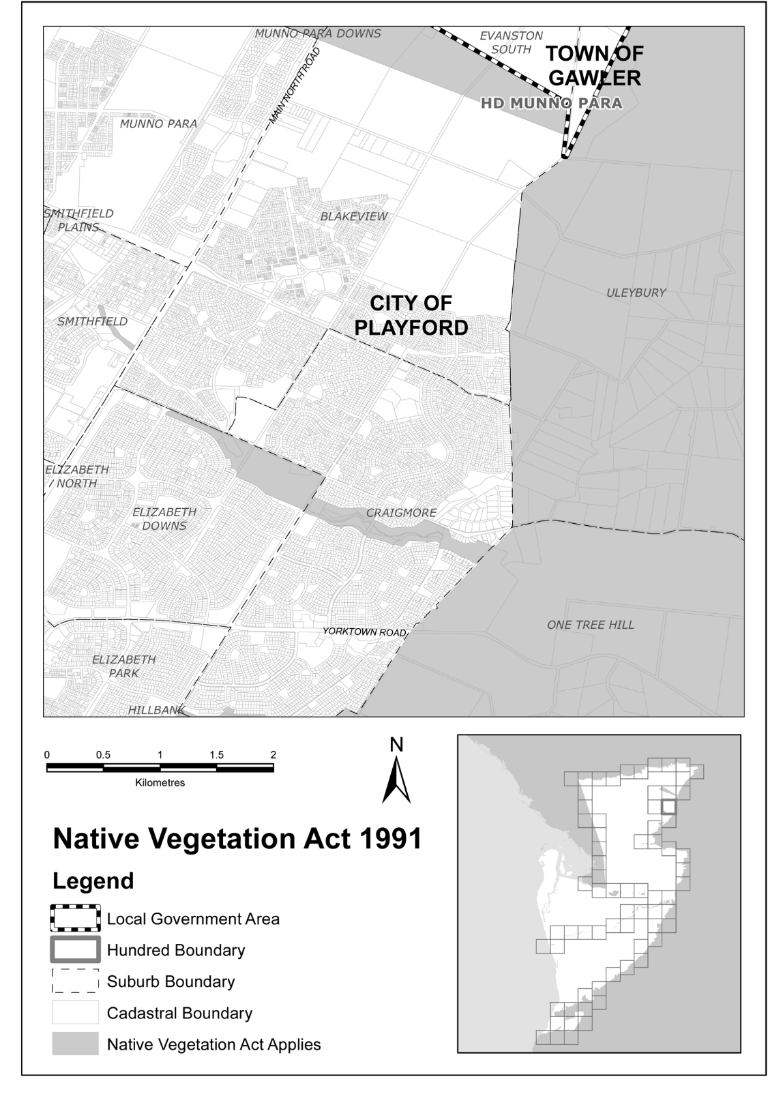 MUNNO PARA DOWNS
EVANSTON
SOUTH
TOWN OF
GAWLER
HD MUNNO PARA
MAIN NORTH ROAD
MUNNO PARA
SMITHFIELD
PLAINS
BLAKEVIEW
ULEYBURY
CITY OF
PLAYFORD
SMITHFIELD
ELIZABETH
NORTH
ELIZABETH
DOWNS
CRAIGMORE
YORKTOWN ROAD
ONE TREE HILL
ELIZABETH
PARK
HILLBANK
0 0.5 1 1.5 2
Kilometres
N
Native Vegetation Act 1991
Legend
Local Government Area
Hundred Boundary
Suburb Boundary
Cadastral Boundary
Native Vegetation Act Applies